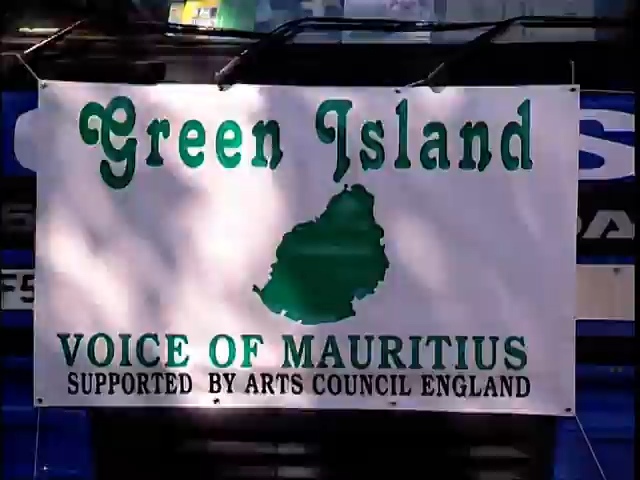 Green Island
VOICE OF MAURITIUS
SUPPORTED BY ARTS COUNCIL ENGLAND